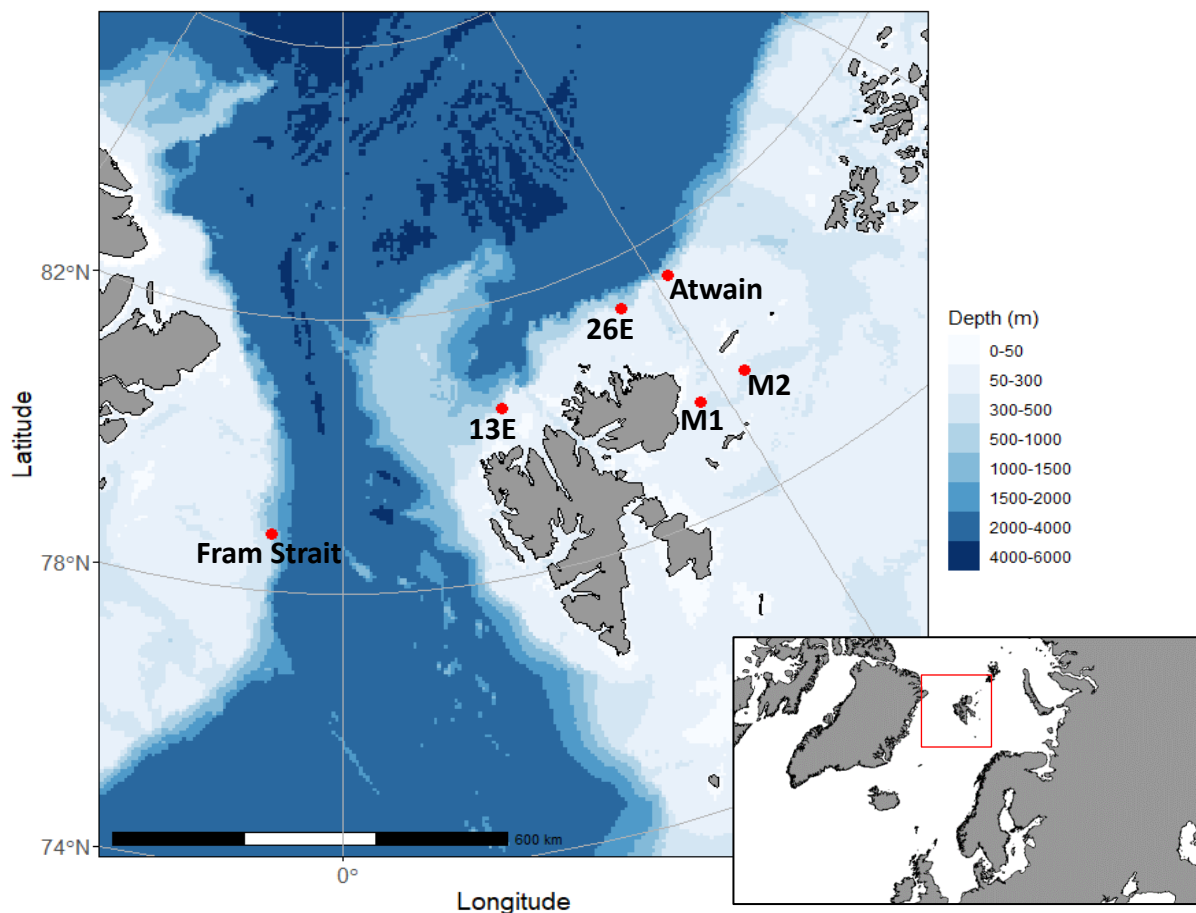 82°N
78°N
74°N
Latitude
0°
Longitude
Atwain
26E
M2
M1
13E
Fram Strait
600 km
Depth (m)
0-50
50-300
300-500
500-1000
1000-1500
1500-2000
2000-4000
4000-6000